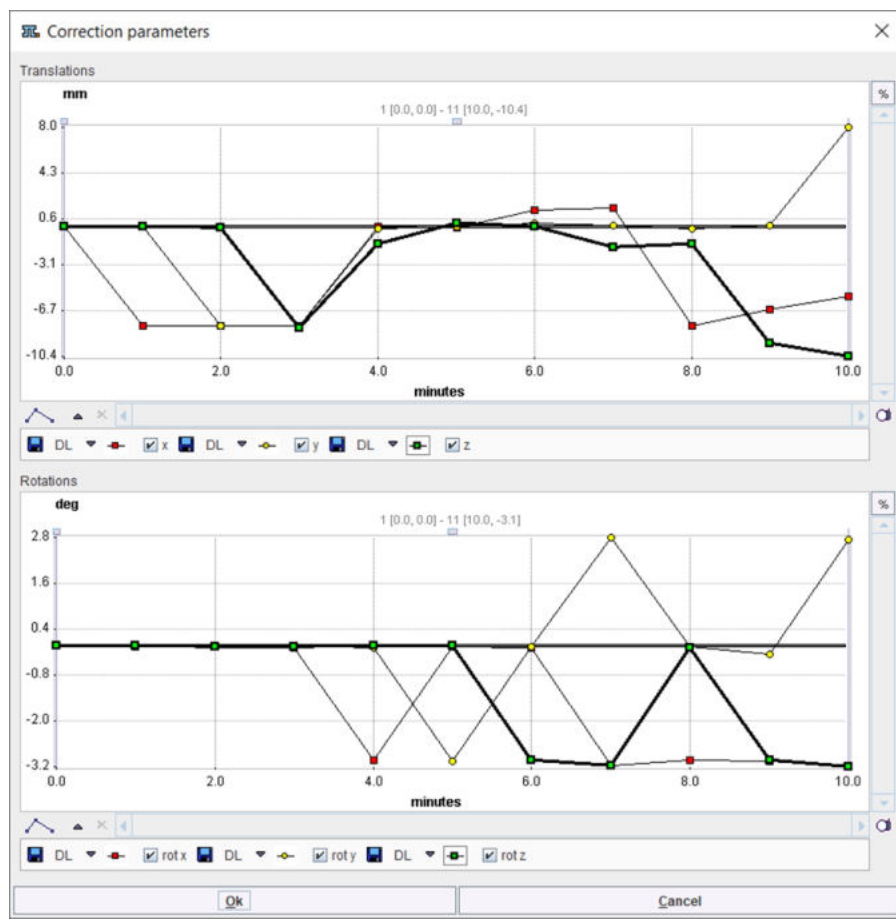 Correction parameters
Translations
mm
%
1 [0.0, 0.0] - 11 [10.0, -10.4]
8.0
4.3
0.6
-3.1
-6.7
-10.4
0.0 2.0 4.0 6.0 8.0 10.0
minutes
DL x DL y DL z
Rotations
deg
%
1 [0.0, 0.0] - 11 [10.0, -3.1]
2.8
1.6
0.4
-0.8
-2.0
-3.2
0.0 2.0 4.0 6.0 8.0 10.0
minutes
DL rot x DL rot y DL rot z
Ok Cancel